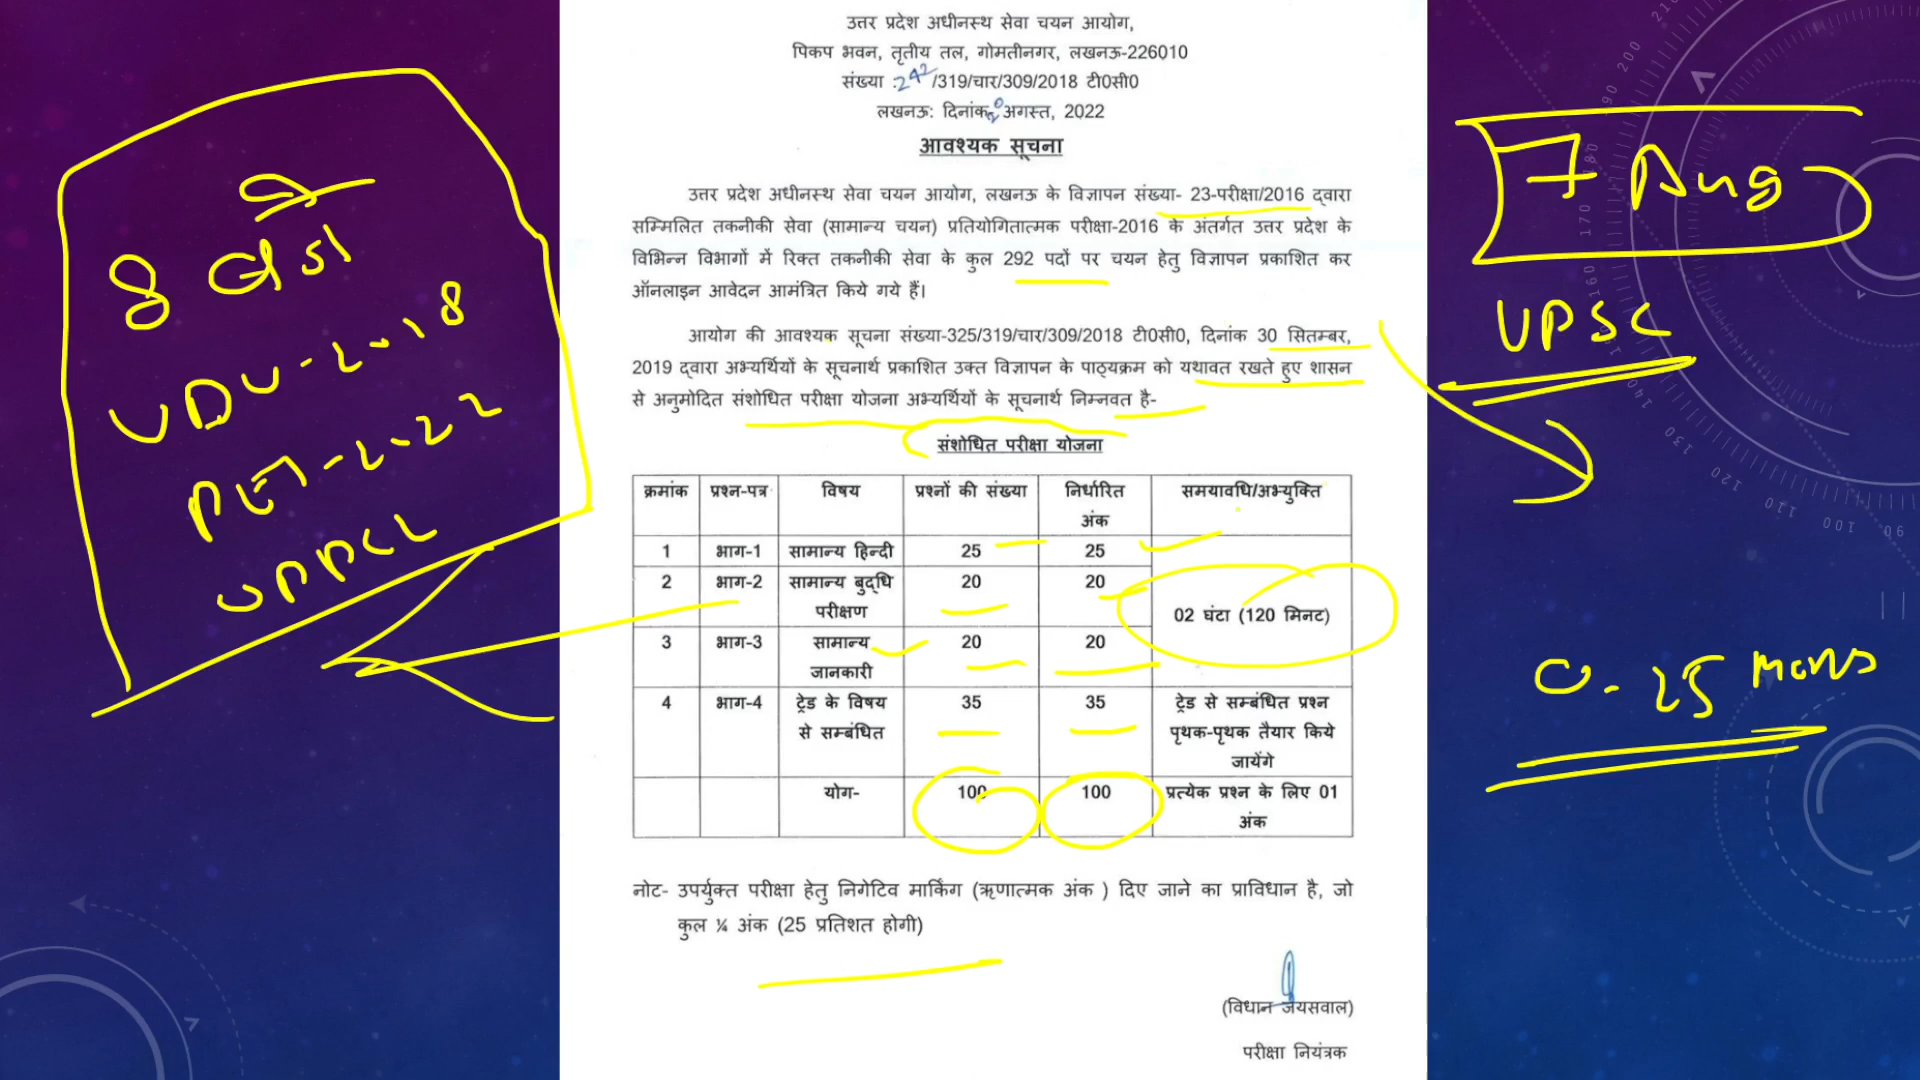 उत्तर प्रदेश अधीनस्थ सेवा चयन आयोग,
पिकप भवन, तृतीय तल, गोमतीनगर, लखनऊ-226010
संख्या :242/319/चार/309/2018 टी0सी0
लखनऊ: दिनांक अगस्त, 2022
आवश्यक सूचना
उत्तर प्रदेश अधीनस्थ सेवा चयन आयोग, लखनऊ के विज्ञापन संख्या- 23-परीक्षा/2016 द्वारा
सम्मिलित तकनीकी सेवा (सामान्य चयन) प्रतियोगितात्मक परीक्षा-2016 के अंतर्गत उत्तर प्रदेश के
विभिन्न विभागों में रिक्त तकनीकी सेवा के कुल 292 पदों पर चयन हेतु विज्ञापन प्रकाशित कर
ऑनलाइन आवेदन आमंत्रित किये गये हैं।
आयोग की आवश्यक सूचना संख्या-325/319/चार/309/2018 टी0सी0, दिनांक 30 सितम्बर,
2019 द्वारा अभ्यर्थियों के सूचनार्थ प्रकाशित उक्त विज्ञापन के पाठ्यक्रम को यथावत रखते हुए शासन
से अनुमोदित संशोधित परीक्षा योजना अभ्यर्थियों के सूचनार्थ निम्नवत है-
संशोधित परीक्षा योजना
क्रमांक प्रश्न-पत्र विषय प्रश्नों की संख्या निर्धारित अंक समयावधि/अभ्युक्ति
1 भाग-1 सामान्य हिन्दी 25 25
2 भाग-2 सामान्य बुद्धि परीक्षण 20 20
02 घंटा (120 मिनट)
3 भाग-3 सामान्य जानकारी 20 20
4 भाग-4 ट्रेड के विषय से सम्बंधित 35 35 ट्रेड से सम्बंधित प्रश्न पृथक-पृथक तैयार किये जायेंगे
योग- 100 100 प्रत्येक प्रश्न के लिए 01 अंक
नोट- उपर्युक्त परीक्षा हेतु निगेटिव मार्किंग (ऋणात्मक अंक ) दिए जाने का प्राविधान है, जो
कुल ¼ अंक (25 प्रतिशत होगी)
(विधान जयसवाल)
परीक्षा नियंत्रक
8
VDU-2018
PET-2022
UPPCL
7 Aug
UPSC
0.25